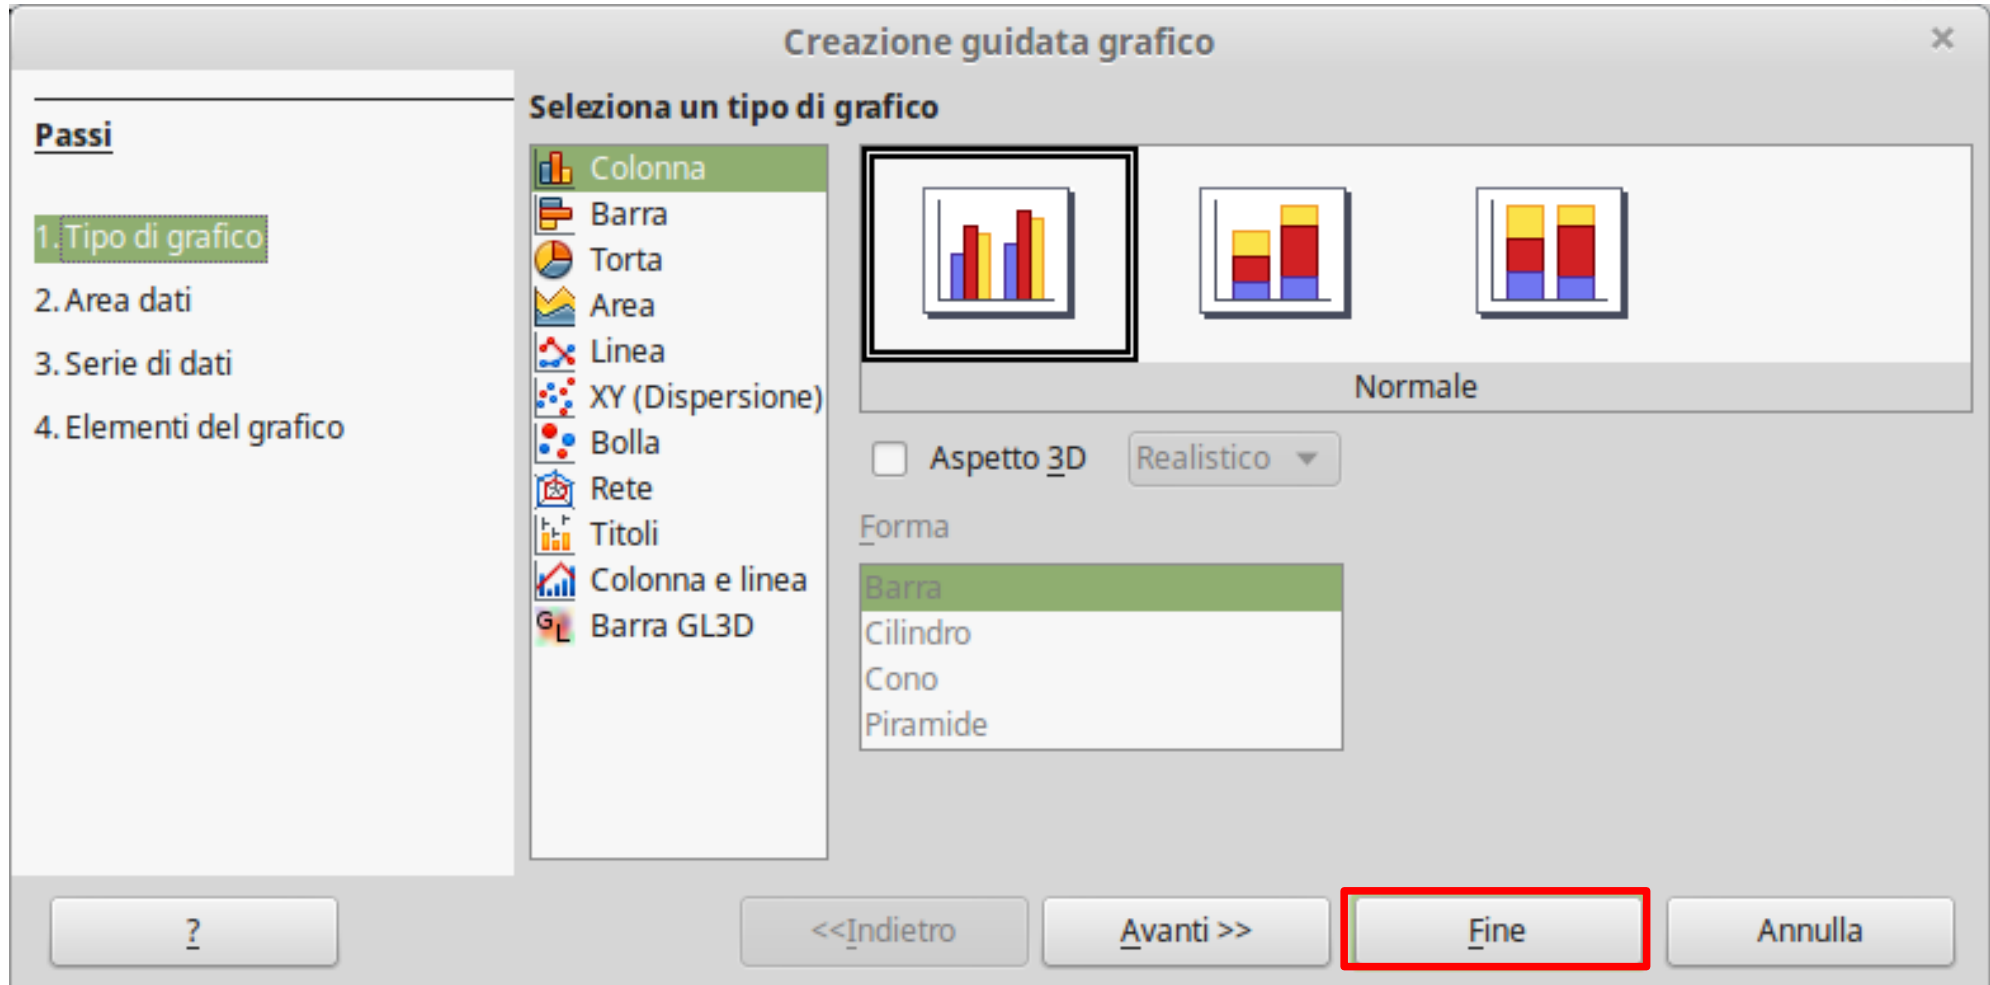 Creazione guidata grafico
Passi
1. Tipo di grafico
2. Area dati
3. Serie di dati
4. Elementi del grafico
Seleziona un tipo di grafico
Colonna
Barra
Torta
Area
Linea
XY (Dispersione)
Bolla
Rete
Titoli
Colonna e linea
GL Barra GL3D
Normale
Aspetto 3D Realistico
Forma
Barra
Cilindro
Cono
Piramide
? <<Indietro Avanti >> Fine Annulla